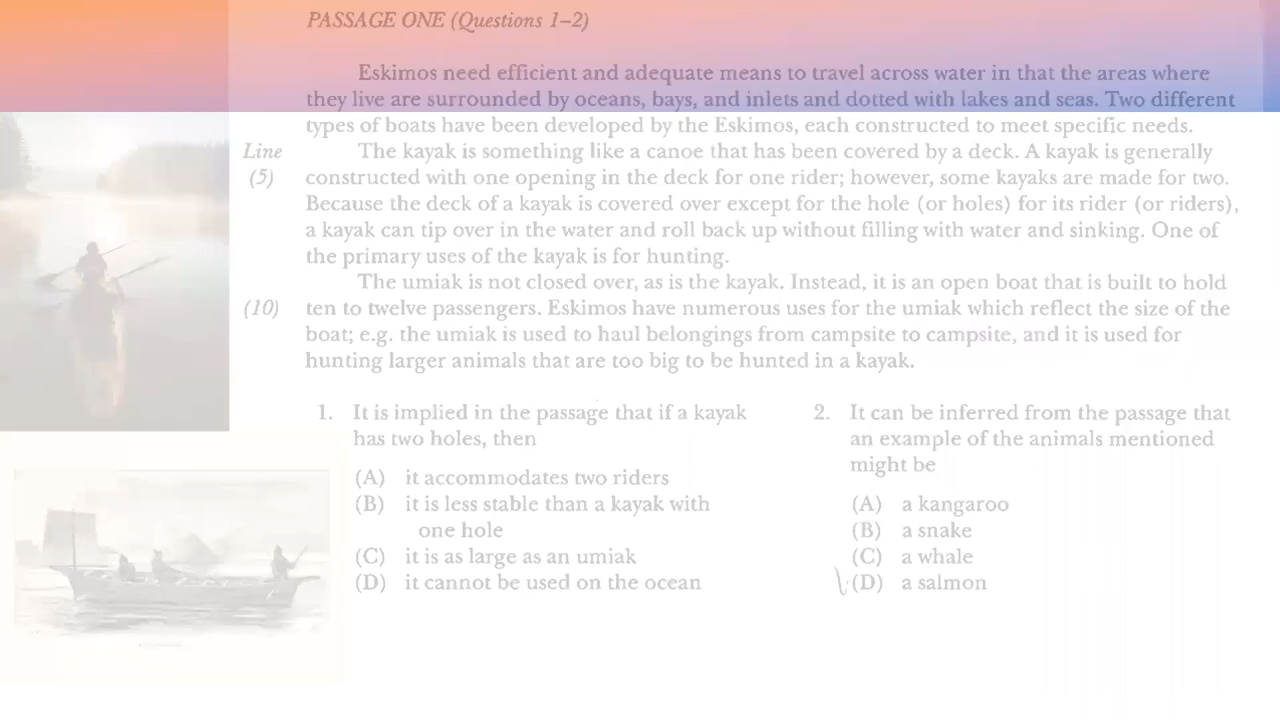 PASSAGE ONE (Questions 1–2)
Eskimos need efficient and adequate means to travel across water in that the areas where
they live are surrounded by oceans, bays, and inlets and dotted with lakes and seas. Two different
types of boats have been developed by the Eskimos, each constructed to meet specific needs.
Line The kayak is something like a canoe that has been covered by a deck. A kayak is generally
(5) constructed with one opening in the deck for one rider; however, some kayaks are made for two.
Because the deck of a kayak is covered over except for the hole (or holes) for its rider (or riders),
a kayak can tip over in the water and roll back up without filling with water and sinking. One of
the primary uses of the kayak is for hunting.
The umiak is not closed over, as is the kayak. Instead, it is an open boat that is built to hold
(10) ten to twelve passengers. Eskimos have numerous uses for the umiak which reflect the size of the
boat; e.g. the umiak is used to haul belongings from campsite to campsite, and it is used for
hunting larger animals that are too big to be hunted in a kayak.
1. It is implied in the passage that if a kayak
has two holes, then
(A) it accommodates two riders
(B) it is less stable than a kayak with
one hole
(C) it is as large as an umiak
(D) it cannot be used on the ocean
2. It can be inferred from the passage that
an example of the animals mentioned
might be
(A) a kangaroo
(B) a snake
(C) a whale
(D) a salmon